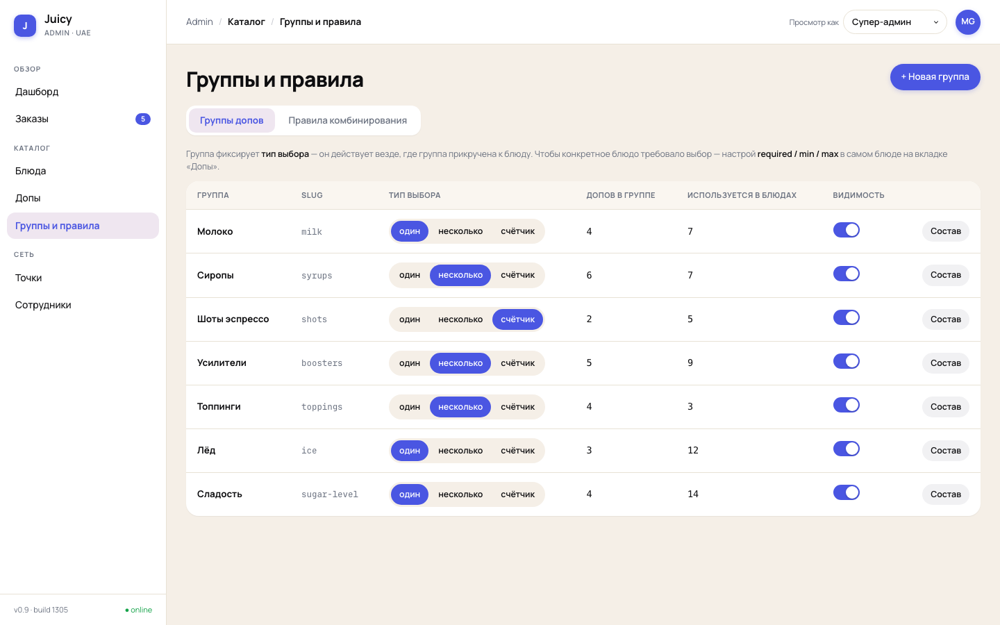 J
Juicy
ADMIN · UAE
ОБЗОР
Дашборд
Заказы 5
КАТАЛОГ
Блюда
Допы
Группы и правила
СЕТЬ
Точки
Сотрудники
v0.9 · build 1305 online
Admin / Каталог / Группы и правила
Просмотр как Супер-админ MG
Группы и правила
+ Новая группа
Группы допов Правила комбинирования
Группа фиксирует тип выбора — он действует везде, где группа прикручена к блюду. Чтобы конкретное блюдо требовало выбор — настрой required / min / max в самом блюде на вкладке
«Допы».
ГРУППА SLUG ТИП ВЫБОРА ДОПОВ В ГРУППЕ ИСПОЛЬЗУЕТСЯ В БЛЮДАХ ВИДИМОСТЬ
Молоко milk один несколько счётчик 4 7 Состав
Сиропы syrups один несколько счётчик 6 7 Состав
Шоты эспрессо shots один несколько счётчик 2 5 Состав
Усилители boosters один несколько счётчик 5 9 Состав
Топпинги toppings один несколько счётчик 4 3 Состав
Лёд ice один несколько счётчик 3 12 Состав
Сладость sugar-level один несколько счётчик 4 14 Состав